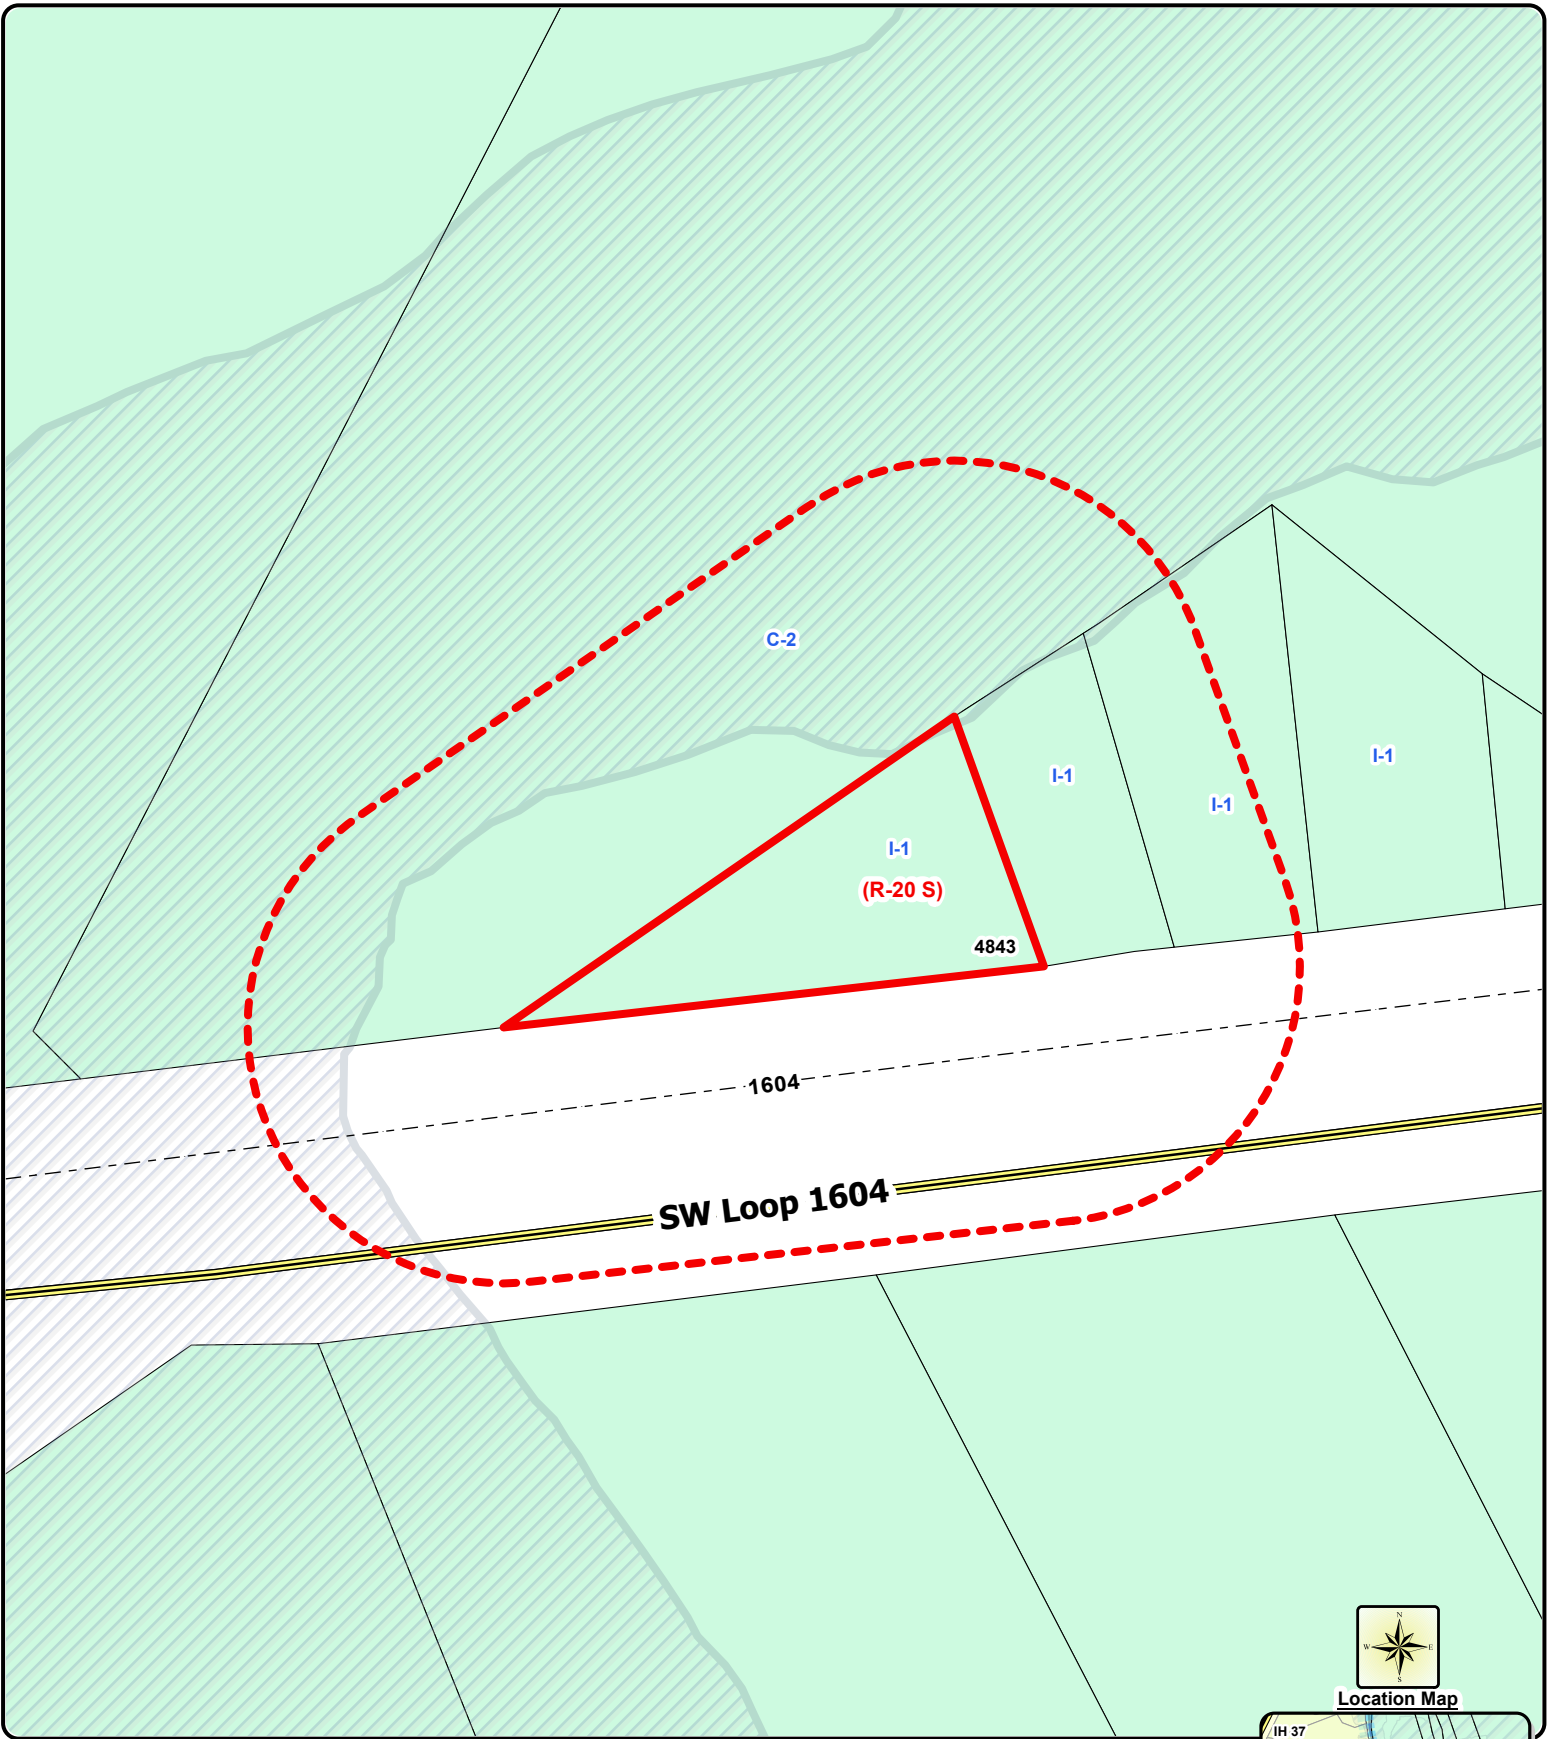 C-2
I-1
I-1
I-1
I-1
(R-20 S)
4843
1604
SW Loop 1604
N
W
E
S
Location Map
IH 37